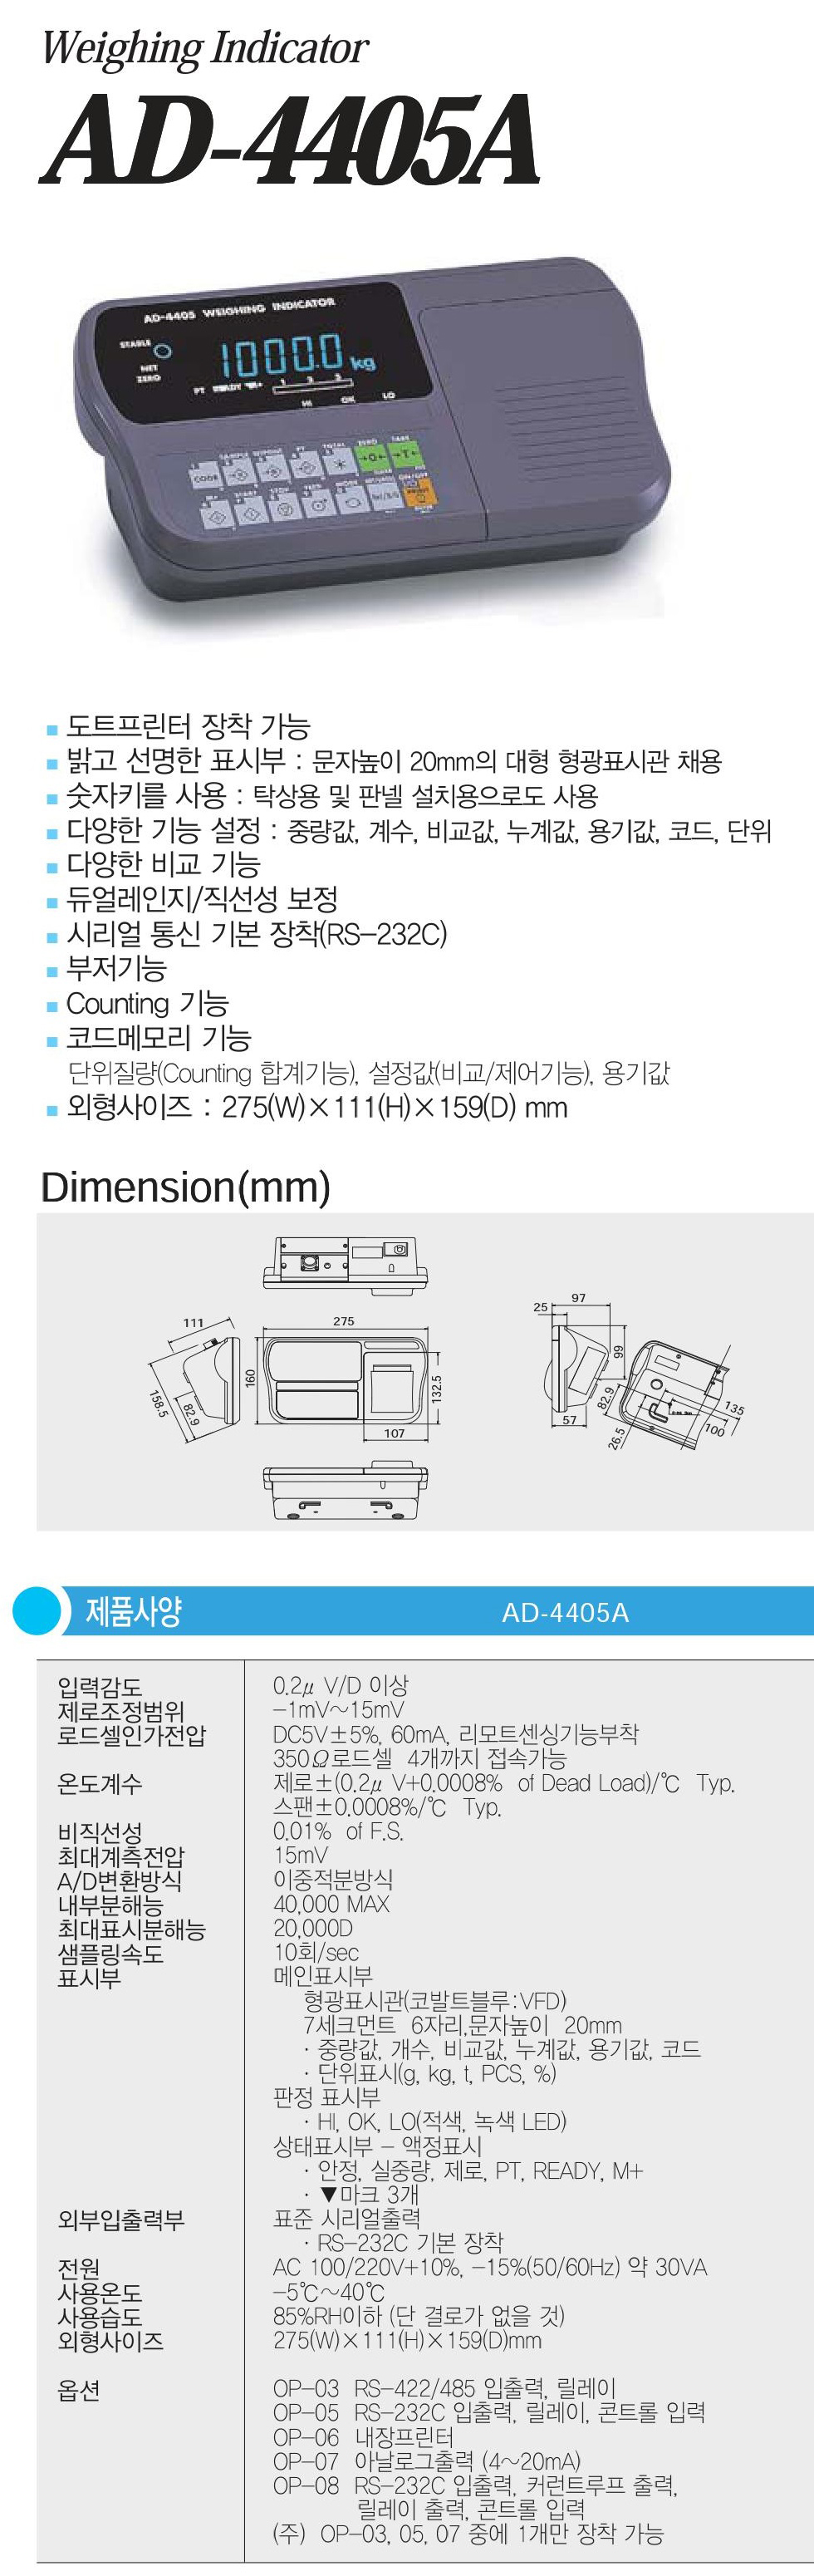 Weighing Indicator
AD-4405A
AD-4405 WEIGHING INDICATOR
STABLE
NET
ZERO
1000.0 kg
PT READY M+
1 2 3
HI OK LO
SAMPLE SETPOINT PT TOTAL ZERO TARE
CODE →0← →T←
M+ START STOP FEED MODE ON/OFF
PRINT
■ 도트프린터 장착 가능
■ 밝고 선명한 표시부 : 문자높이 20mm의 대형 형광표시관 채용
■ 숫자키를 사용 : 탁상용 및 판넬 설치용으로도 사용
■ 다양한 기능 설정 : 중량값, 계수, 비교값, 누계값, 용기값, 코드, 단위
■ 다양한 비교 기능
■ 듀얼레인지/직선성 보정
■ 시리얼 통신 기본 장착(RS-232C)
■ 부저기능
■ Counting 기능
■ 코드메모리 기능
단위질량(Counting 합계기능), 설정값(비교/제어기능), 용기값
■ 외형사이즈 : 275(W)×111(H)×159(D) mm
Dimension(mm)
111
275
158.5
82.9
160
132.5
107
97
25
99
57
82.9
26.5
135
100
제품사양 AD-4405A
입력감도 0.2μ V/D 이상
제로조정범위 -1mV~15mV
로드셀인가전압 DC5V±5%, 60mA, 리모트센싱기능부착
350Ω로드셀 4개까지 접속가능
온도계수 제로±(0.2μ V+0.0008% of Dead Load)/℃ Typ.
스팬±0.0008%/℃ Typ.
비직선성 0.01% of F.S.
최대계측전압 15mV
A/D변환방식 이중적분방식
내부분해능 40,000 MAX
최대표시분해능 20,000D
샘플링속도 10회/sec
표시부 메인표시부
형광표시관(코발트블루:VFD)
7세크먼트 6자리,문자높이 20mm
· 중량값, 개수, 비교값, 누계값, 용기값, 코드
· 단위표시(g, kg, t, PCS, %)
판정 표시부
· HI, OK, LO(적색, 녹색 LED)
상태표시부 - 액정표시
· 안정, 실중량, 제로, PT, READY, M+
· ▼마크 3개
외부입출력부 표준 시리얼출력
· RS-232C 기본 장착
전원 AC 100/220V+10%, -15%(50/60Hz) 약 30VA
사용온도 -5℃~40℃
사용습도 85%RH이하 (단 결로가 없을 것)
외형사이즈 275(W)×111(H)×159(D)mm
옵션 OP-03 RS-422/485 입출력, 릴레이
OP-05 RS-232C 입출력, 릴레이, 콘트롤 입력
OP-06 내장프린터
OP-07 아날로그출력 (4~20mA)
OP-08 RS-232C 입출력, 커런트루프 출력,
릴레이 출력, 콘트롤 입력
(주) OP-03, 05, 07 중에 1개만 장착 가능